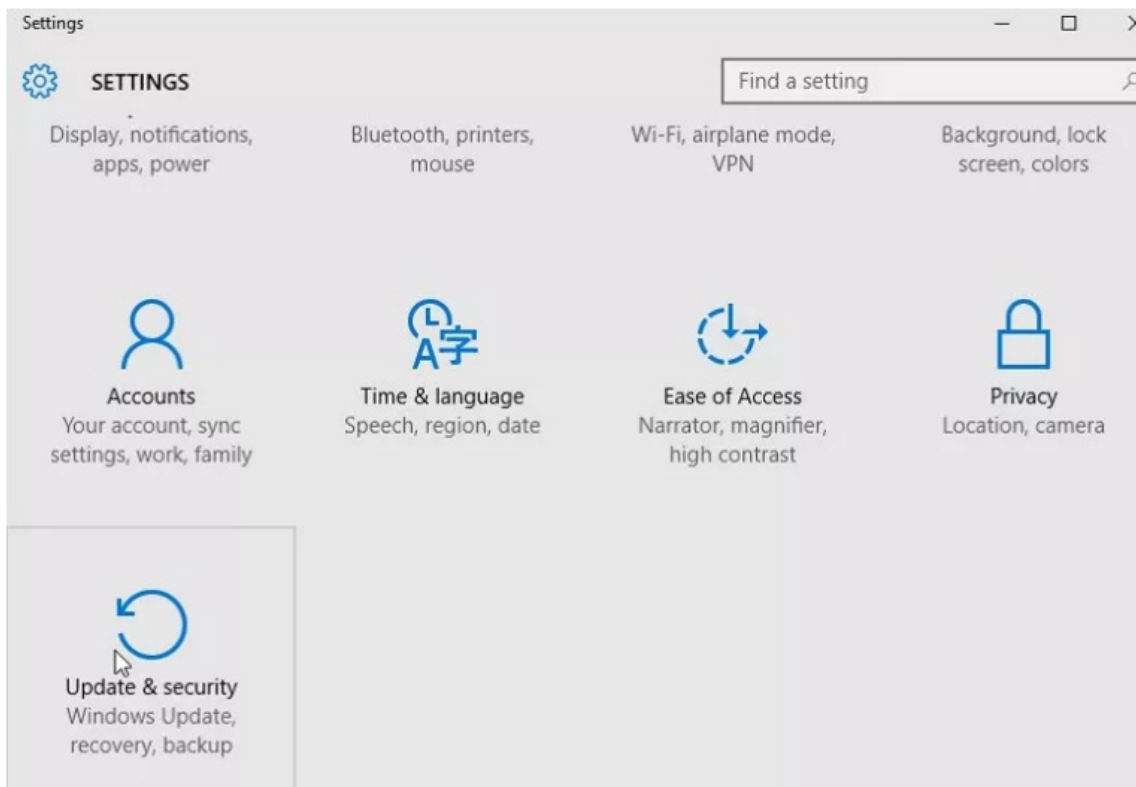 Settings
SETTINGS
Find a setting
Display, notifications,
apps, power
Bluetooth, printers,
mouse
Wi-Fi, airplane mode,
VPN
Background, lock
screen, colors
Accounts
Your account, sync
settings, work, family
A字
Time & language
Speech, region, date
Ease of Access
Narrator, magnifier,
high contrast
Privacy
Location, camera
Update & security
Windows Update,
recovery, backup